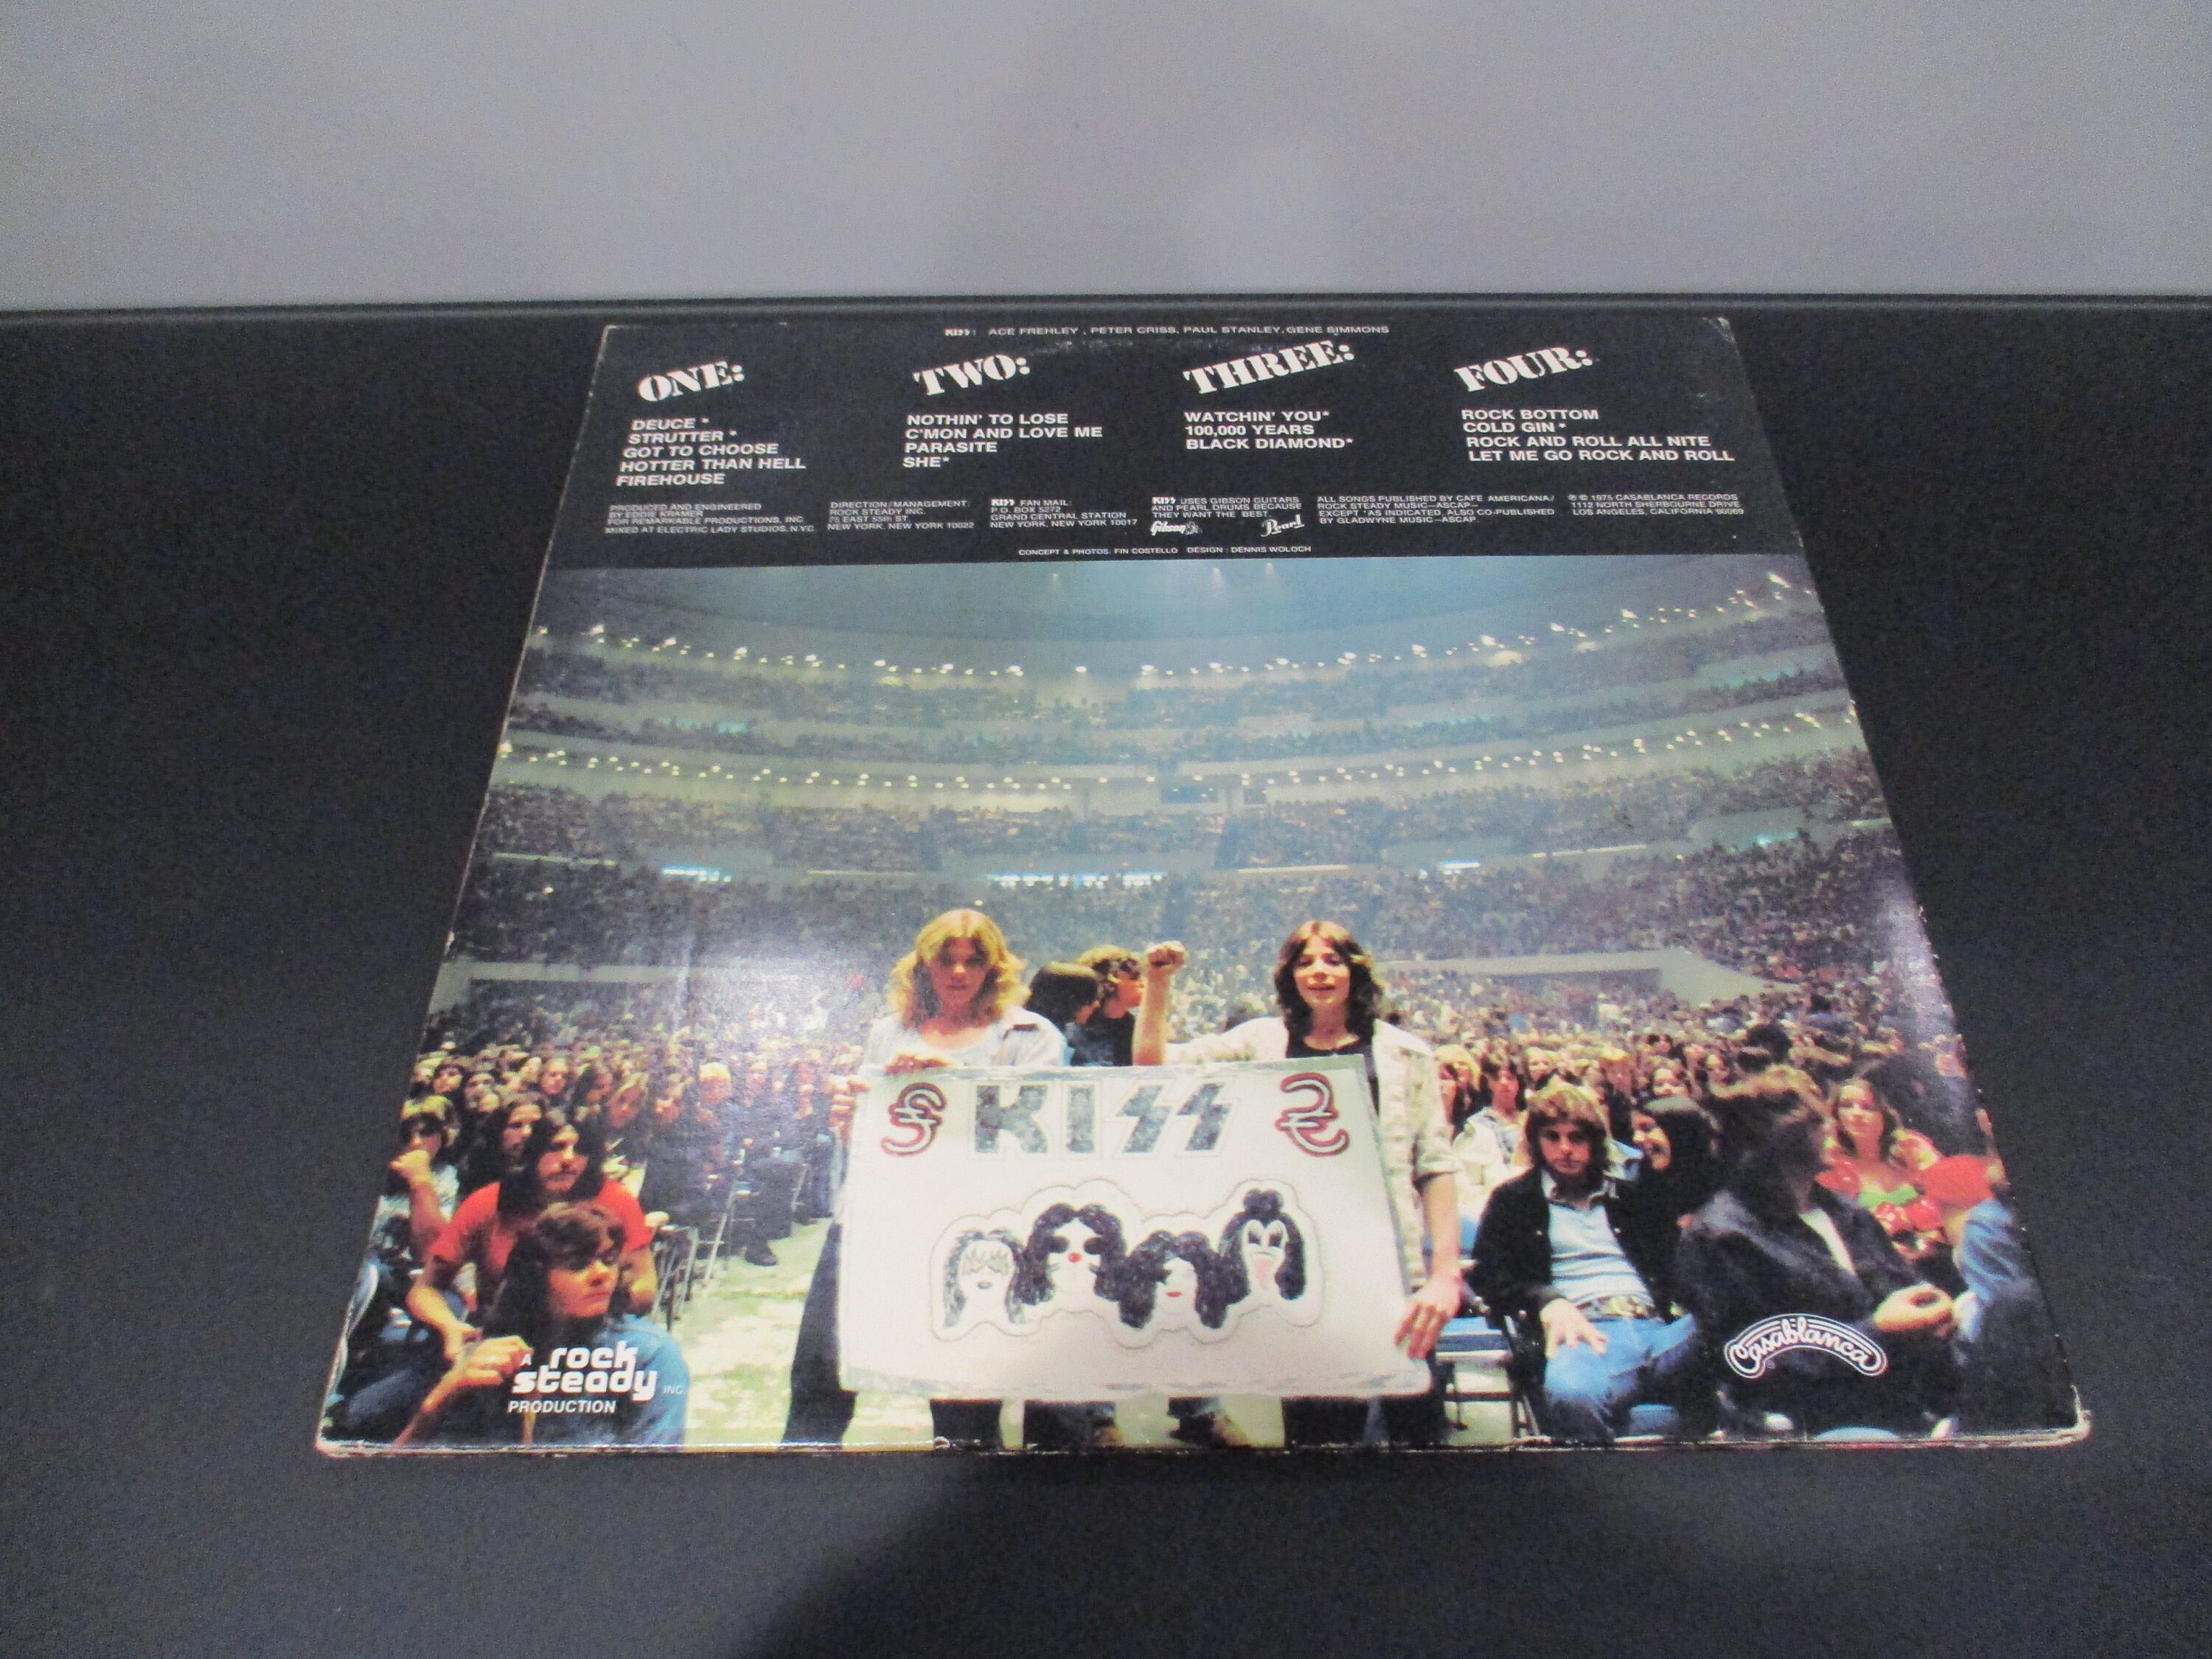 KISS: ACE FREHLEY, PETER CRISS, PAUL STANLEY, GENE SIMMONS
ONE:
DEUCE *
STRUTTER *
GOT TO CHOOSE
HOTTER THAN HELL
FIREHOUSE
TWO:
NOTHIN' TO LOSE
C'MON AND LOVE ME
PARASITE
SHE*
THREE:
WATCHIN' YOU*
100,000 YEARS
BLACK DIAMOND*
FOUR:
ROCK BOTTOM
COLD GIN*
ROCK AND ROLL ALL NITE
LET ME GO ROCK AND ROLL
PRODUCED AND ENGINEERED
BY EDDIE KRAMER
FOR REMARKABLE PRODUCTIONS, INC.
MIXED AT ELECTRIC LADY STUDIOS, N.Y.C.
DIRECTION/MANAGEMENT:
ROCK STEADY INC.
75 EAST 55th ST.
NEW YORK, NEW YORK 10022
KISS FAN MAIL:
P.O. BOX 5272
GRAND CENTRAL STATION
NEW YORK, NEW YORK 10017
KISS USES GIBSON GUITARS
AND PEARL DRUMS BECAUSE
THEY WANT THE BEST.
Gibson Pearl
ALL SONGS PUBLISHED BY CAFE AMERICANA/
ROCK STEADY MUSIC—ASCAP—
EXCEPT *AS INDICATED, ALSO CO-PUBLISHED
BY GLADWYNE MUSIC—ASCAP
℗ © 1975 CASABLANCA RECORDS
1112 NORTH SHERBOURNE DRIVE
LOS ANGELES, CALIFORNIA 90069
CONCEPT & PHOTOS: FIN COSTELLO DESIGN: DENNIS WOLOCH
KISS
A rock
steady INC.
PRODUCTION
Casablanca